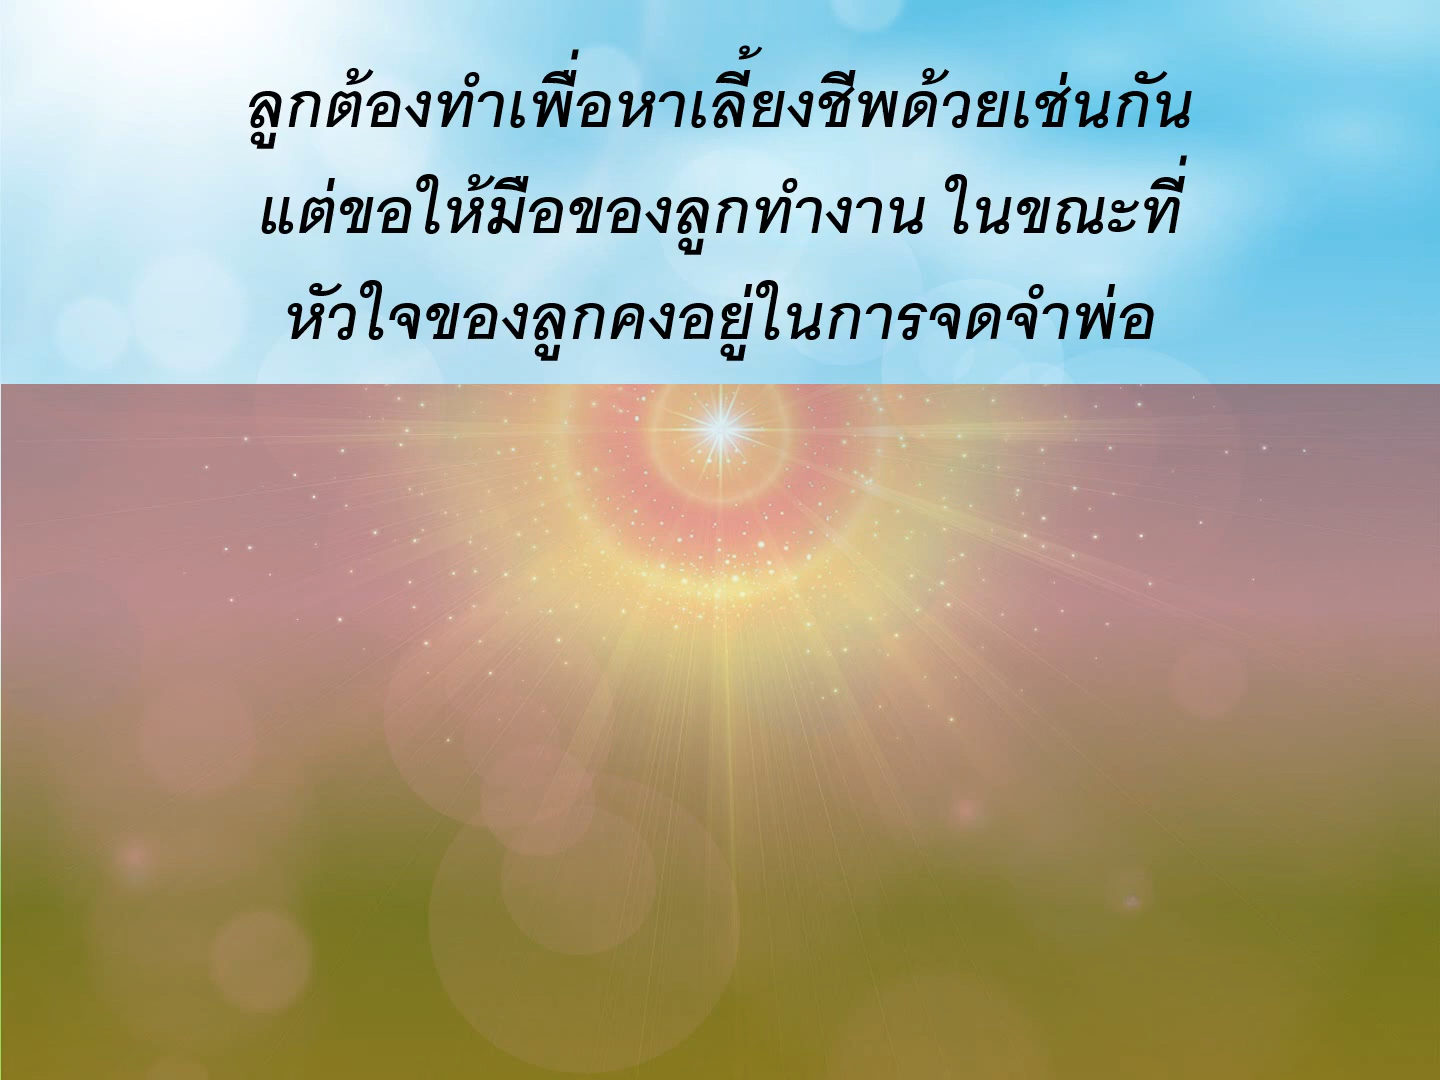 ลูกต้องทำเพื่อหาเลี้ยงชีพด้วยเช่นกัน
แต่ขอให้มือของลูกทำงาน ในขณะที่
หัวใจของลูกคงอยู่ในการจดจำพ่อ